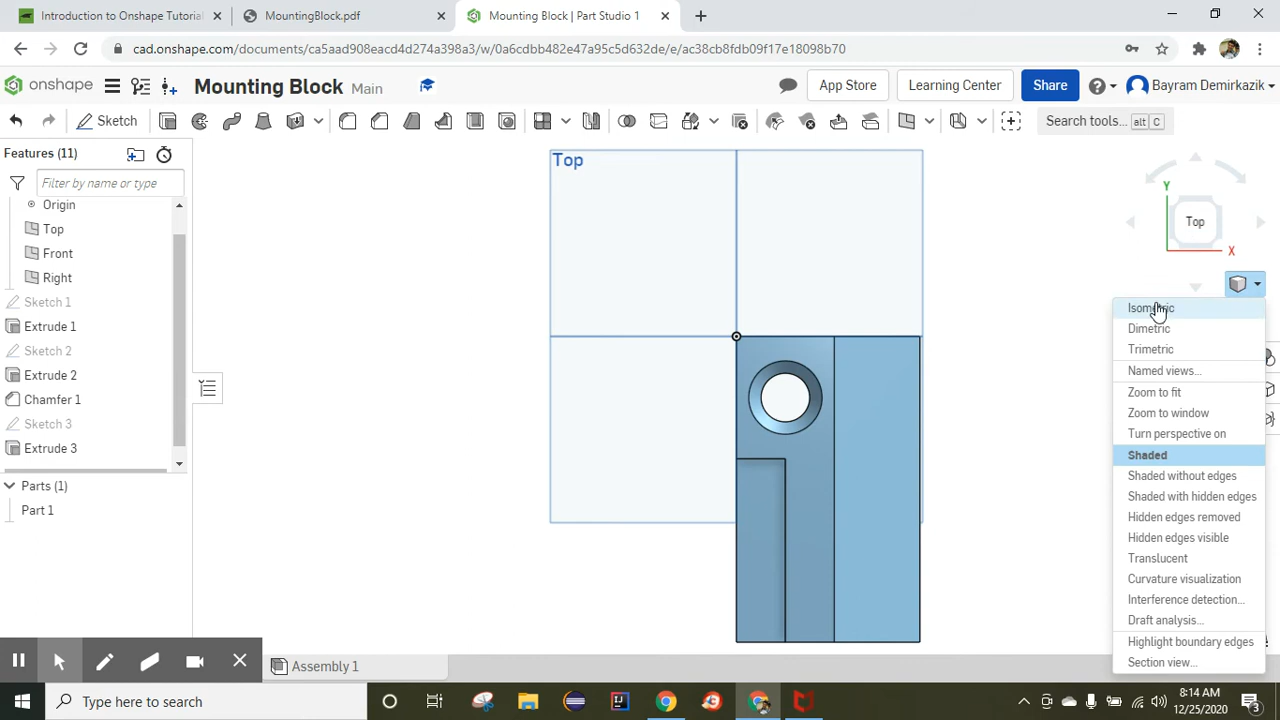 Introduction to Onshape Tutorial
MountingBlock.pdf
Mounting Block | Part Studio 1
cad.onshape.com/documents/ca5aad908eacd4d274a398a3/w/0a6cdbb482e47a95c5d632de/e/ac38cb8fdb09f17e18098b70
onshape
Mounting Block Main
App Store
Learning Center
Share
Bayram Demirkazik
Sketch
Search tools... alt C
Features (11)
Filter by name or type
Origin
Top
Front
Right
Sketch 1
Extrude 1
Sketch 2
Extrude 2
Chamfer 1
Sketch 3
Extrude 3
Parts (1)
Part 1
Top
Y
Top
X
Isometric
Dimetric
Trimetric
Named views...
Zoom to fit
Zoom to window
Turn perspective on
Shaded
Shaded without edges
Shaded with hidden edges
Hidden edges removed
Hidden edges visible
Translucent
Curvature visualization
Interference detection...
Draft analysis...
Highlight boundary edges
Section view...
Assembly 1
Type here to search
8:14 AM
12/25/2020
3